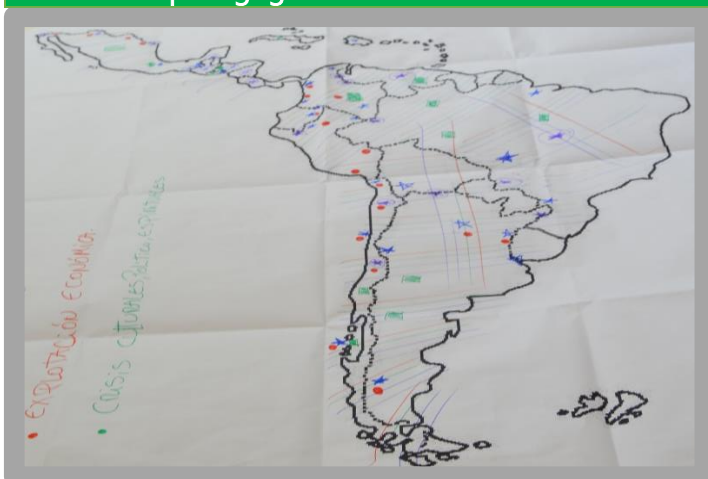 • EXPLOTACIÓN ECONÓMICA.
• CRISIS CULTURALES, POLÍTICAS, ESPIRITUALES